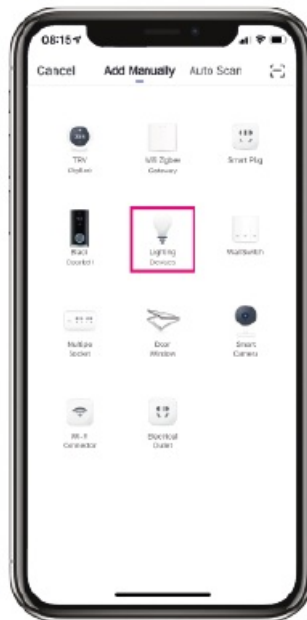 08:15
Cancel
Add Manually
Auto Scan
TRV
Wifi Zigbee
Gateway
Smart Plug
Doorbell
Lighting
Devices
WallSwitch
Multiple
Socket
Door
Window
Smart
Camera
Wi-Fi
Connector
Electrical
Outlet